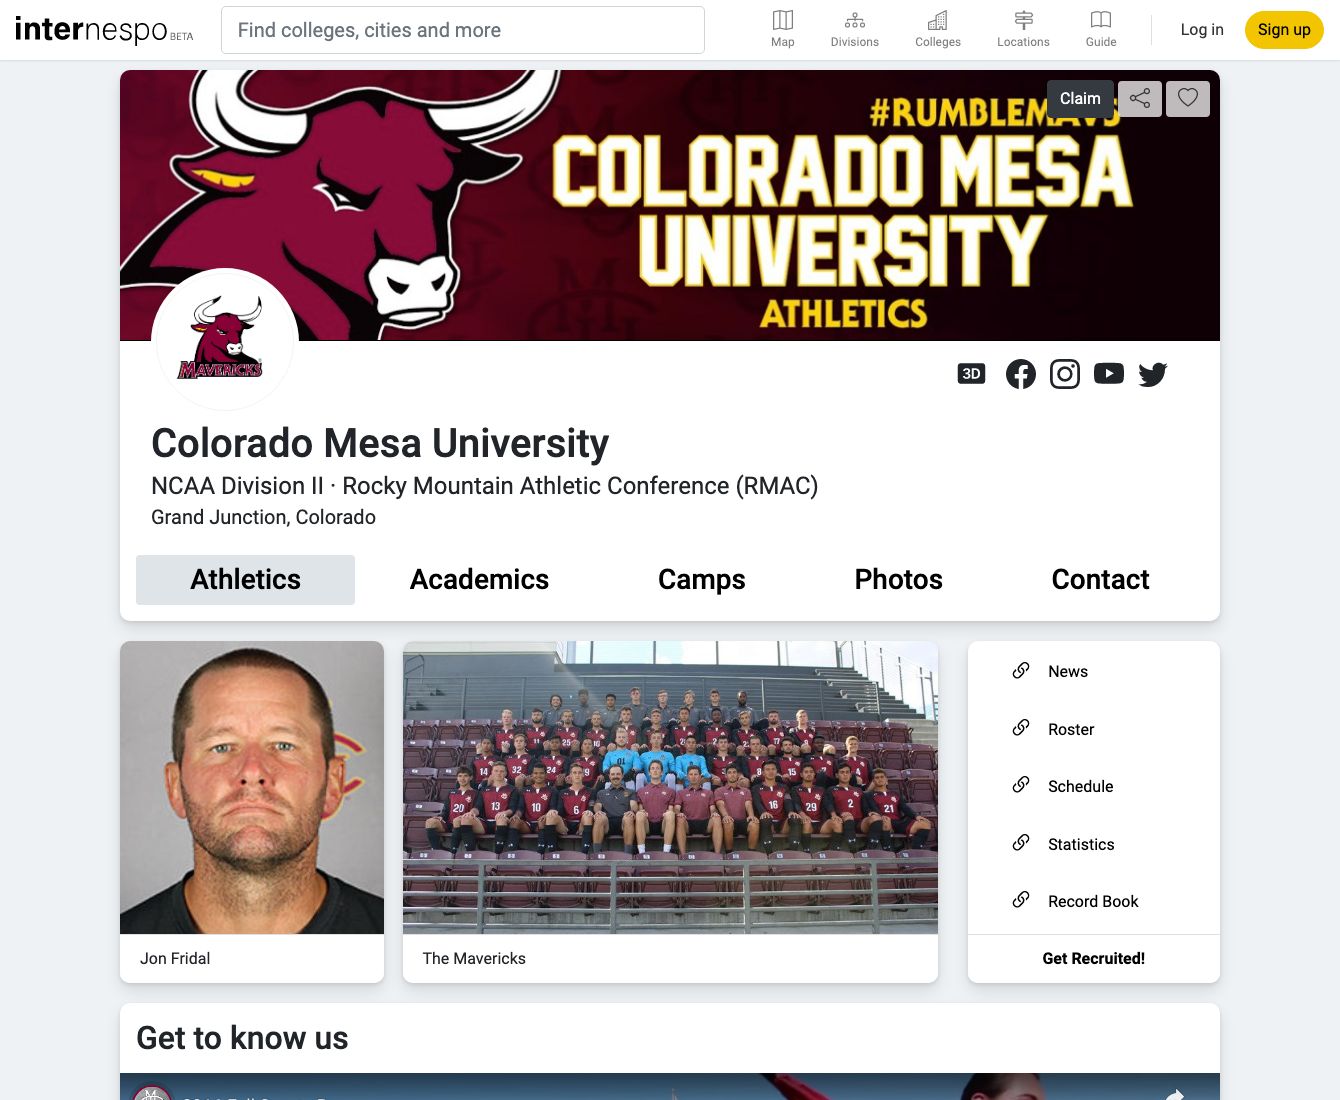 internespo BETA
Find colleges, cities and more
Map
Divisions
Colleges
Locations
Guide
Log in
Sign up
Claim
#RUMBLEMAVS
COLORADO MESA
UNIVERSITY
ATHLETICS
MAVERICKS
3D
Colorado Mesa University
NCAA Division II · Rocky Mountain Athletic Conference (RMAC)
Grand Junction, Colorado
Athletics
Academics
Camps
Photos
Contact
News
Roster
Schedule
Statistics
Record Book
Jon Fridal
The Mavericks
Get Recruited!
Get to know us